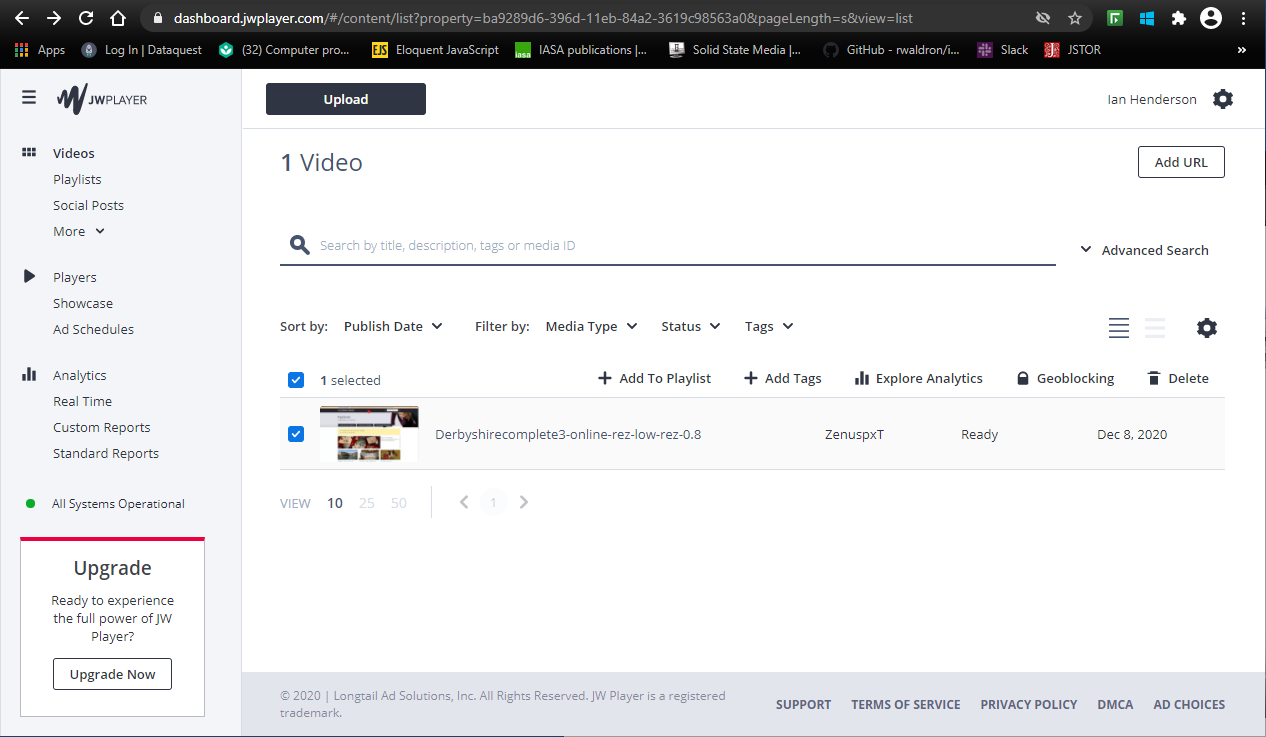 dashboard.jwplayer.com/#/content/list?property=ba9289d6-396d-11eb-84a2-3619c98563a0&pageLength=s&view=list
Apps Log In | Dataquest (32) Computer pro... EJS Eloquent JavaScript iasa IASA publications |... Solid State Media |... GitHub - rwaldron/i... Slack JSTOR »
JWPLAYER
Upload
Ian Henderson
Videos
Playlists
Social Posts
More
Players
Showcase
Ad Schedules
Analytics
Real Time
Custom Reports
Standard Reports
All Systems Operational
Upgrade
Ready to experience
the full power of JW
Player?
Upgrade Now
1 Video
Add URL
Search by title, description, tags or media ID
Advanced Search
Sort by: Publish Date Filter by: Media Type Status Tags
1 selected Add To Playlist Add Tags Explore Analytics Geoblocking Delete
Derbyshirecomplete3-online-rez-low-rez-0.8 ZenuspxT Ready Dec 8, 2020
VIEW 10 25 50 1
© 2020 | Longtail Ad Solutions, Inc. All Rights Reserved. JW Player is a registered
trademark.
SUPPORT TERMS OF SERVICE PRIVACY POLICY DMCA AD CHOICES